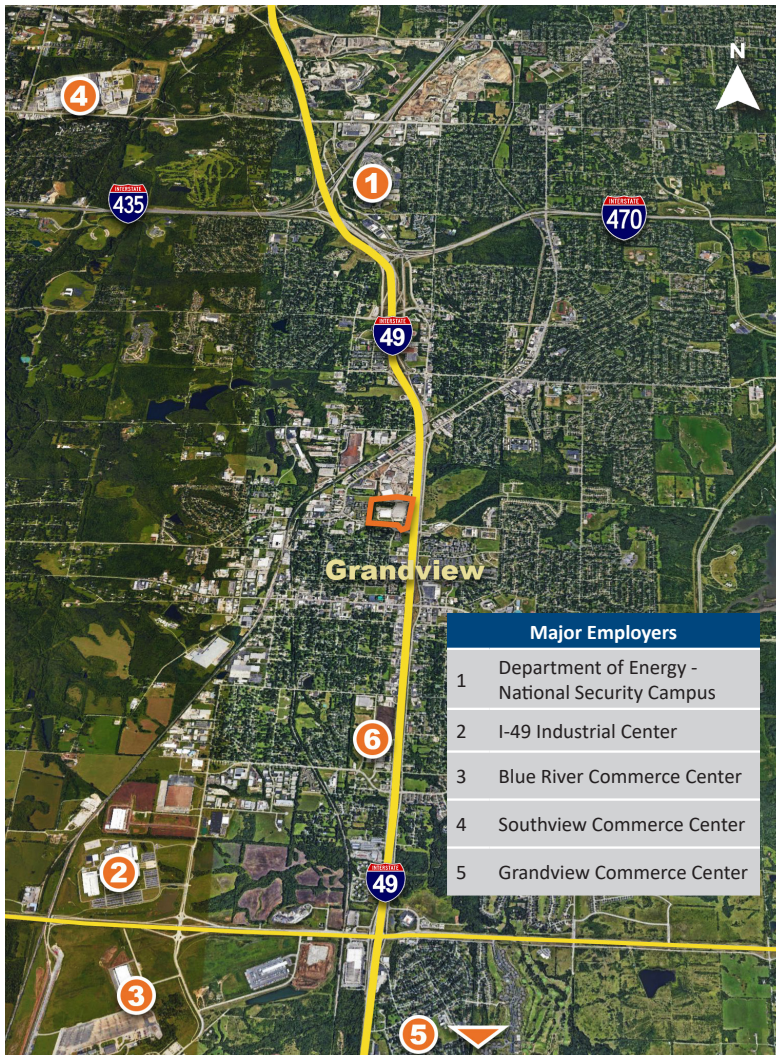 N
4
1
INTERSTATE
435
INTERSTATE
470
INTERSTATE
49
Grandview
Major Employers
1 Department of Energy -
National Security Campus
2 I-49 Industrial Center
3 Blue River Commerce Center
4 Southview Commerce Center
5 Grandview Commerce Center
6
2
INTERSTATE
49
3
5